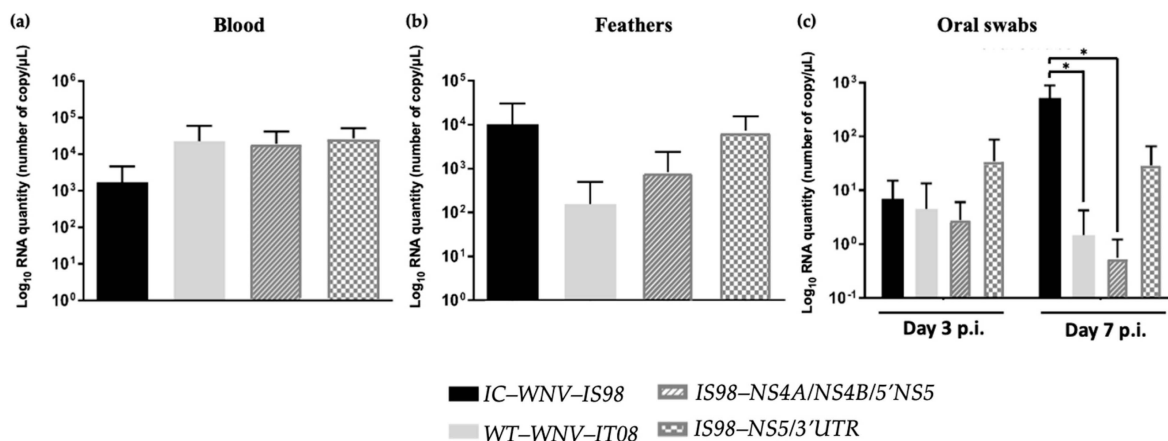 (a)
Blood
Log10 RNA quantity (number of copy/µL)
10^6
10^5
10^4
10^3
10^2
10^1
10^0
(b)
Feathers
Log10 RNA quantity (number of copy/µL)
10^5
10^4
10^3
10^2
10^1
10^0
(c)
Oral swabs
Log10 RNA quantity (number of copy/µL)
10^3
10^2
10^1
10^0
10^-1
*
*
Day 3 p.i.
Day 7 p.i.
IC–WNV–IS98
IS98–NS4A/NS4B/5'NS5
WT–WNV–IT08
IS98–NS5/3'UTR